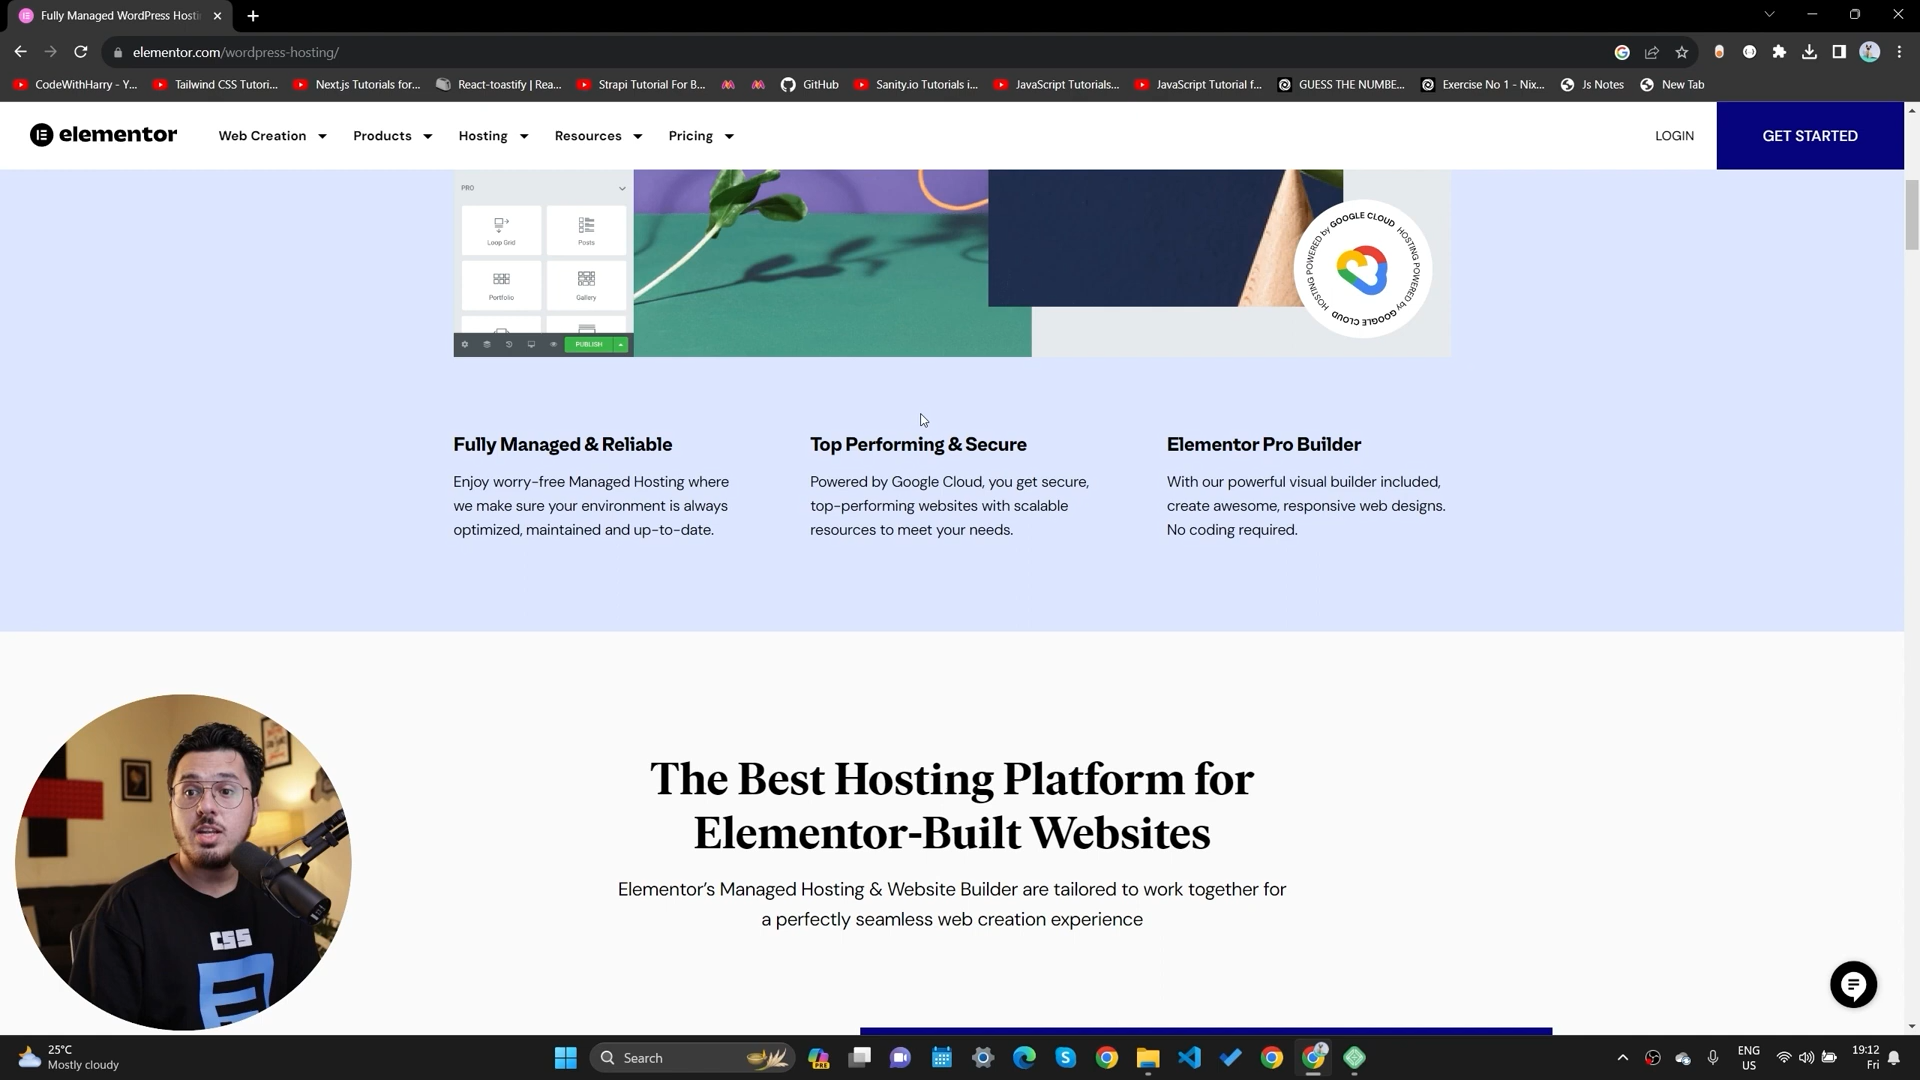 Fully Managed WordPress Hosti
elementor.com/wordpress-hosting/
CodeWithHarry - Y...
Tailwind CSS Tutori...
Next.js Tutorials for...
React-toastify | Rea...
Strapi Tutorial For B...
GitHub
Sanity.io Tutorials i...
JavaScript Tutorials...
JavaScript Tutorial f...
GUESS THE NUMBE...
Exercise No 1 - Nix...
Js Notes
New Tab
elementor
Web Creation
Products
Hosting
Resources
Pricing
LOGIN
GET STARTED
PRO
Loop Grid
Posts
Portfolio
Gallery
PUBLISH
HOSTING POWERED by GOOGLE CLOUD
HOSTING POWERED by GOOGLE CLOUD
Fully Managed & Reliable
Enjoy worry-free Managed Hosting where
we make sure your environment is always
optimized, maintained and up-to-date.
Top Performing & Secure
Powered by Google Cloud, you get secure,
top-performing websites with scalable
resources to meet your needs.
Elementor Pro Builder
With our powerful visual builder included,
create awesome, responsive web designs.
No coding required.
The Best Hosting Platform for
Elementor-Built Websites
Elementor's Managed Hosting & Website Builder are tailored to work together for
a perfectly seamless web creation experience
CSS
25°C
Mostly cloudy
Search
PRE
ENG
US
19:12
Fri